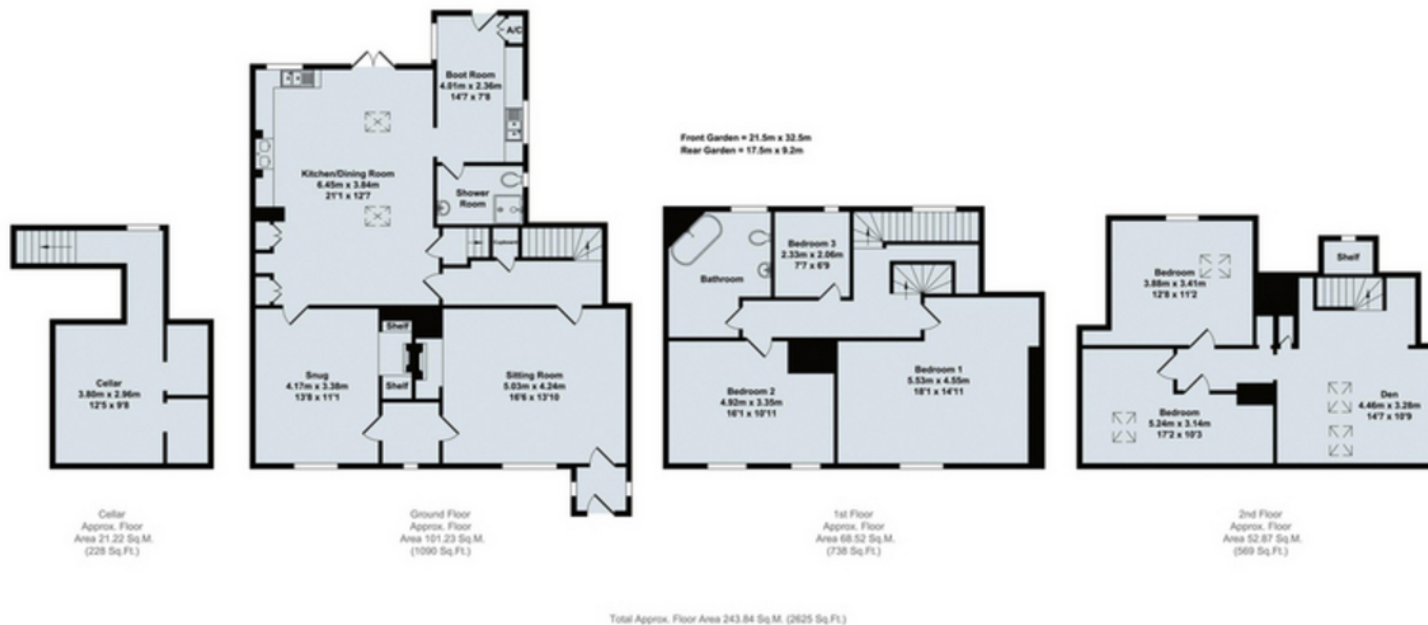 A/C
Boot Room
4.01m x 2.36m
14'7 x 7'8
Kitchen/Dining Room
6.45m x 3.84m
21'1 x 12'7
Shower
Room
Cupboard
Front Garden = 21.5m x 32.5m
Rear Garden = 17.5m x 9.2m
Cellar
3.80m x 2.96m
12'5 x 9'8
Shelf
Shelf
Snug
4.17m x 3.38m
13'8 x 11'1
Sitting Room
5.03m x 4.24m
16'6 x 13'10
Bathroom
Bedroom 3
2.33m x 2.06m
7'7 x 6'9
Bedroom 2
4.92m x 3.35m
16'1 x 10'11
Bedroom 1
5.53m x 4.55m
18'1 x 14'11
Bedroom
3.88m x 3.41m
12'8 x 11'2
Shelf
Bedroom
5.24m x 3.14m
17'2 x 10'3
Den
4.46m x 3.28m
14'7 x 10'9
Cellar
Approx. Floor
Area 21.22 Sq.M.
(228 Sq.Ft.)
Ground Floor
Approx. Floor
Area 101.23 Sq.M.
(1090 Sq.Ft.)
1st Floor
Approx. Floor
Area 68.52 Sq.M.
(738 Sq.Ft.)
2nd Floor
Approx. Floor
Area 52.87 Sq.M.
(569 Sq.Ft.)
Total Approx. Floor Area 243.84 Sq.M. (2625 Sq.Ft.)